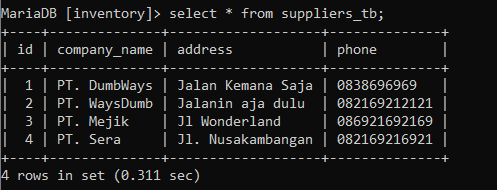 MariaDB [inventory]> select * from suppliers_tb;
+----+--------------+-------------------+--------------+
| id | company_name | address           | phone        |
+----+--------------+-------------------+--------------+
|  1 | PT. DumbWays | Jalan Kemana Saja | 0838696969   |
|  2 | PT. WaysDumb | Jalanin aja dulu  | 082169212121 |
|  3 | PT. Mejik    | Jl Wonderland     | 086921692169 |
|  4 | PT. Sera     | Jl. Nusakambangan | 082169216921 |
+----+--------------+-------------------+--------------+
4 rows in set (0.311 sec)